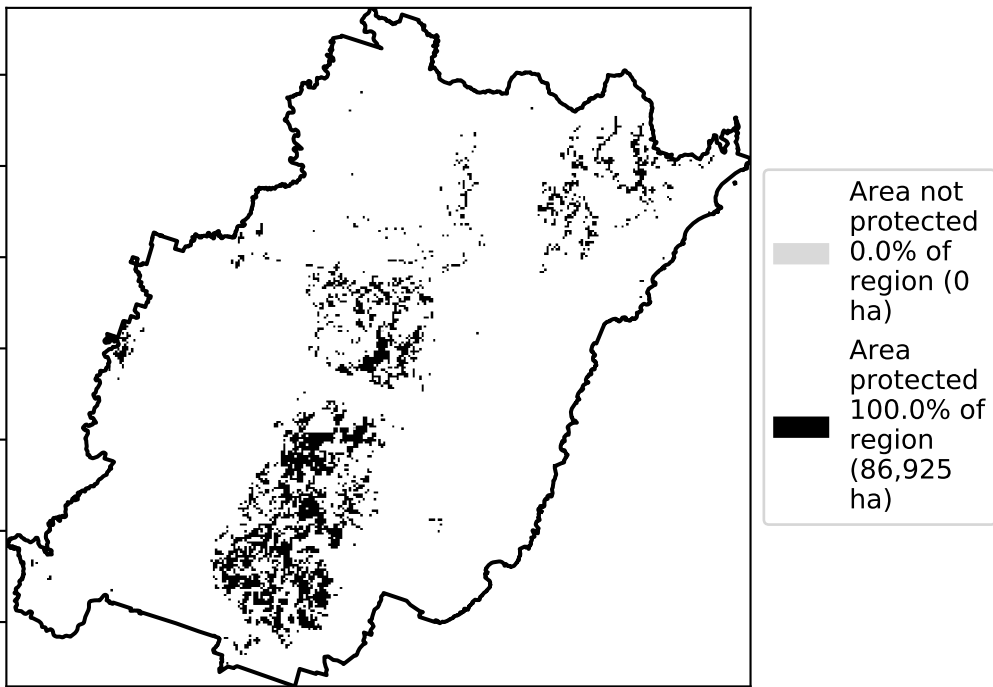 Area not
protected
0.0% of
region (0
ha)
Area
protected
100.0% of
region
(86,925
ha)